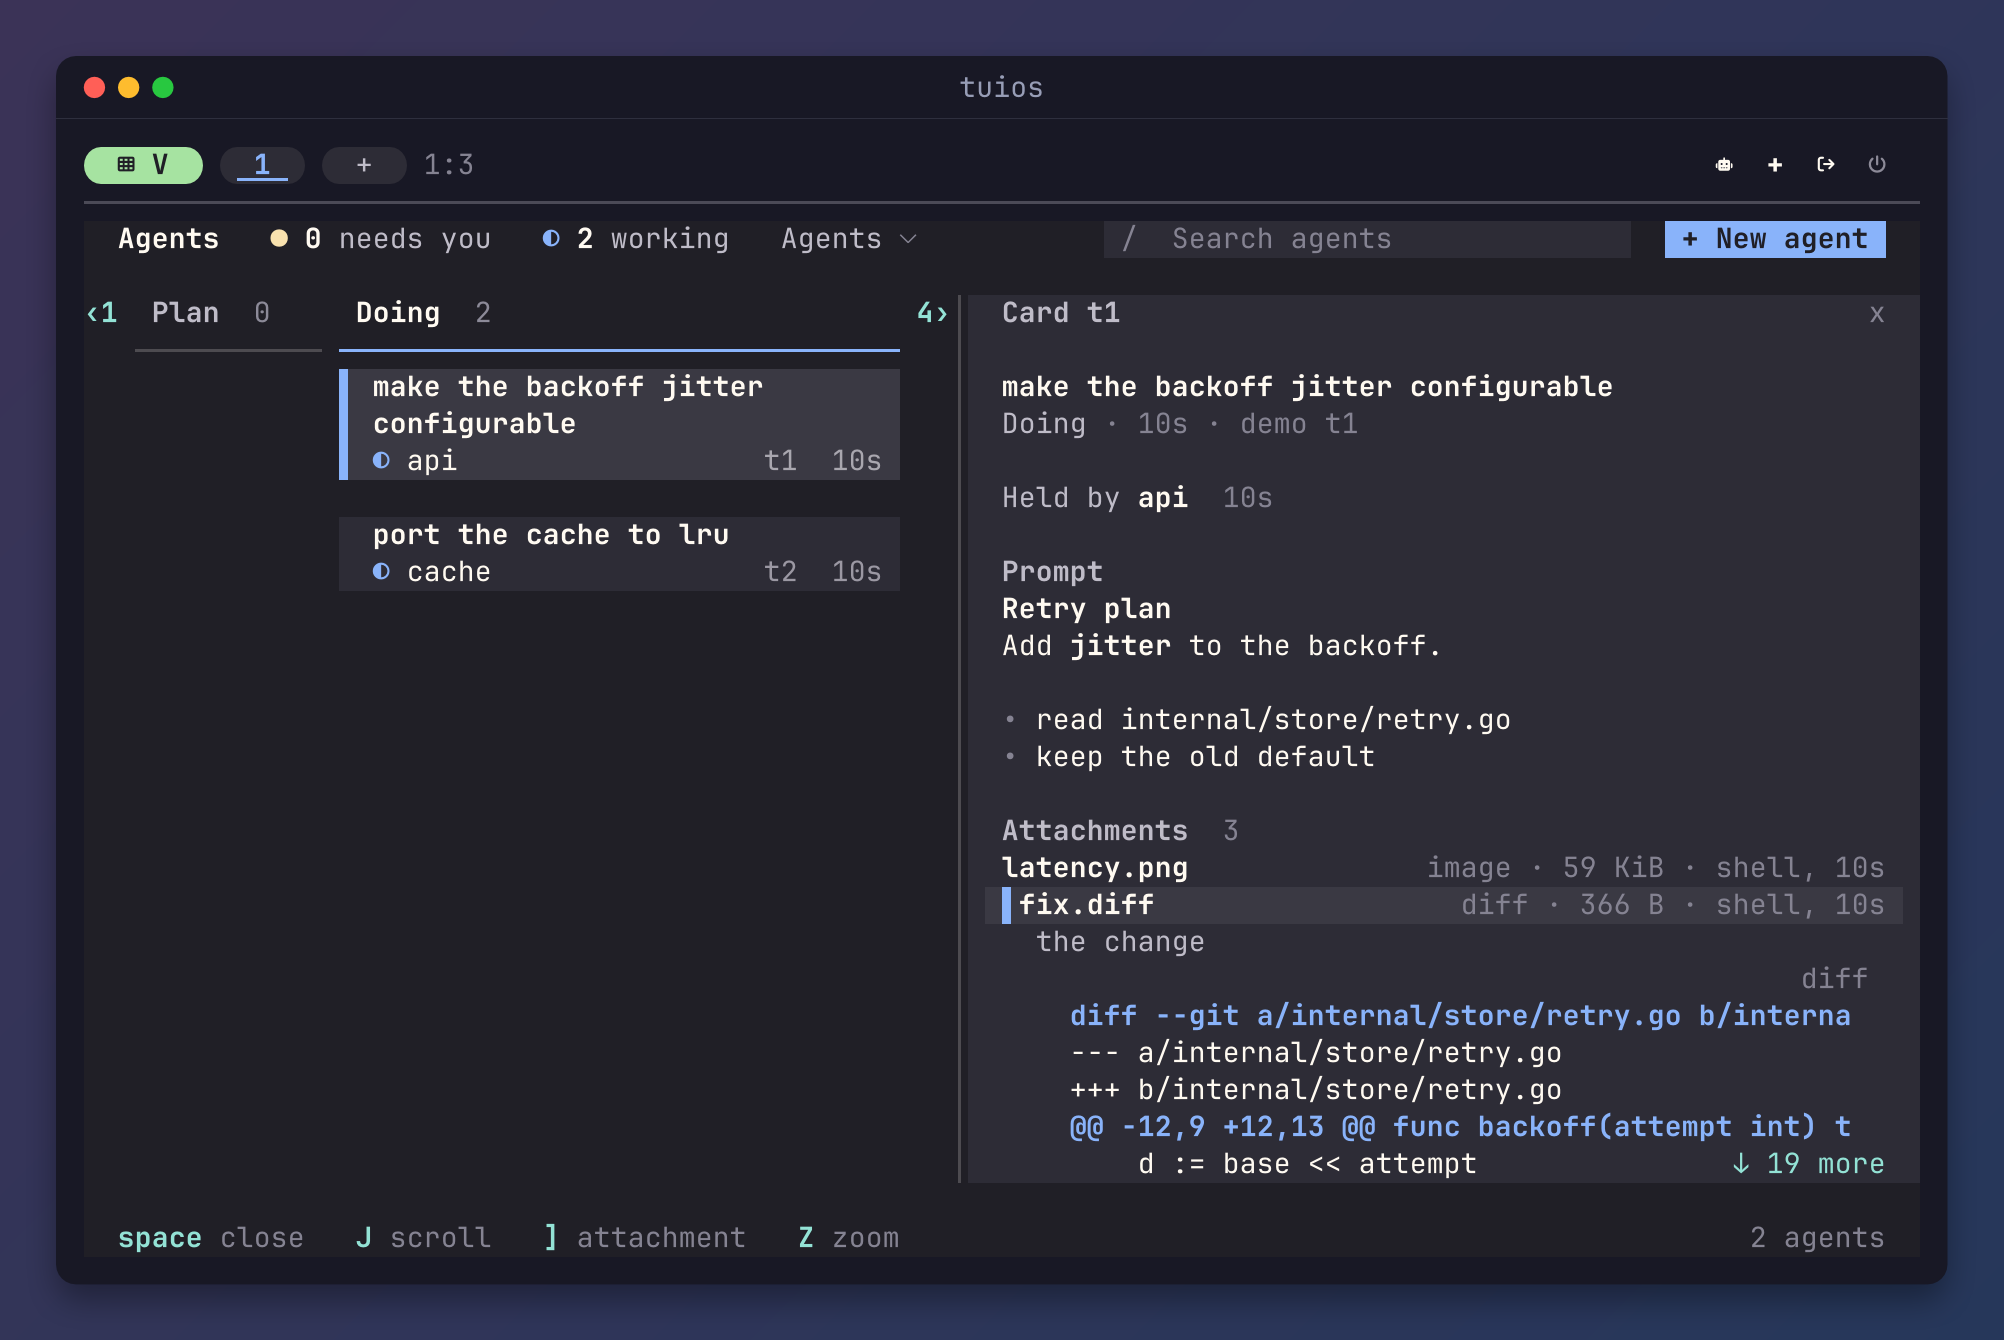 tuios
V 1 + 1:3
Agents 0 needs you 2 working Agents / Search agents + New agent
‹1 Plan 0 Doing 2 4›
make the backoff jitter
configurable
api t1 10s
port the cache to lru
cache t2 10s
Card t1 x
make the backoff jitter configurable
Doing · 10s · demo t1
Held by api 10s
Prompt
Retry plan
Add jitter to the backoff.
• read internal/store/retry.go
• keep the old default
Attachments 3
latency.png image · 59 KiB · shell, 10s
fix.diff diff · 366 B · shell, 10s
the change
diff
diff --git a/internal/store/retry.go b/interna
--- a/internal/store/retry.go
+++ b/internal/store/retry.go
@@ -12,9 +12,13 @@ func backoff(attempt int) t
d := base << attempt ↓ 19 more
space close J scroll ] attachment Z zoom 2 agents